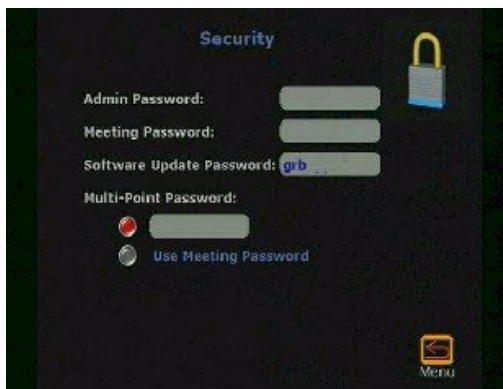 Security
Admin Password:
Meeting Password:
Software Update Password: grb
Multi-Point Password:
Use Meeting Password
Menu